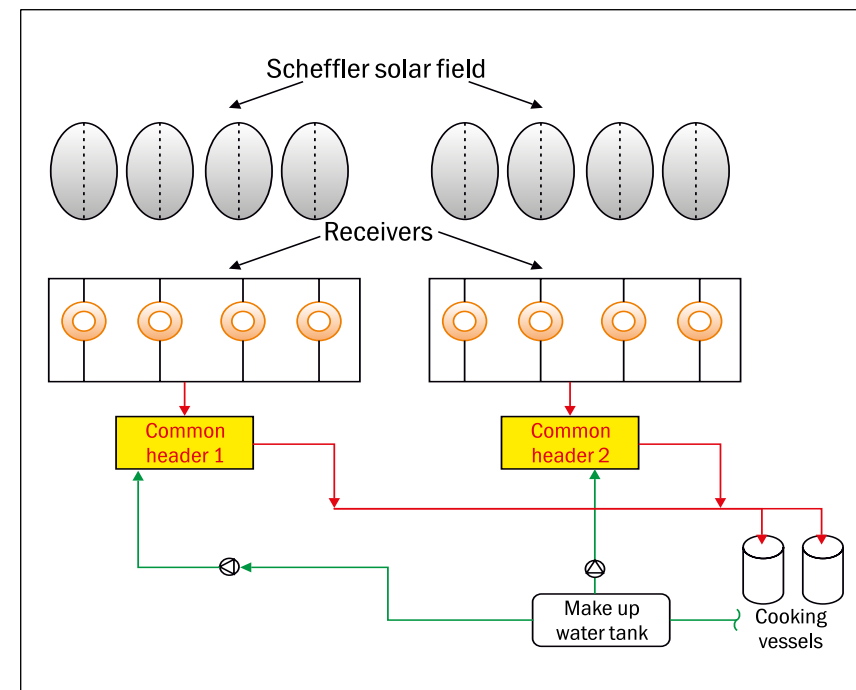 Scheffler solar field
Receivers
Common
header 1
Common
header 2
Make up
water tank
Cooking
vessels